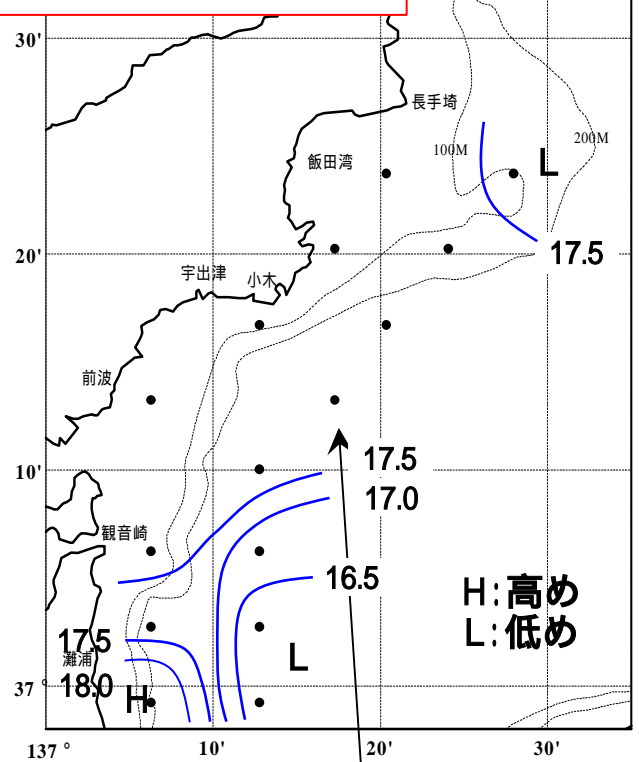 30'
長手埼
100M
200M
飯田湾
L
20'
17.5
宇出津
小木
前波
17.5
10'
17.0
観音崎
16.5
H:高め
L:低め
17.5
灘浦
L
18.0
37°
H
137°
10'
20'
30'